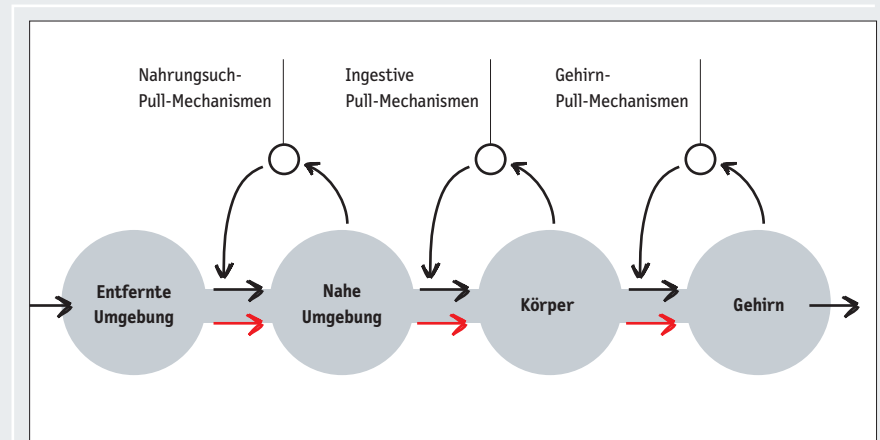 Nahrungsuch-
Pull-Mechanismen
Ingestive
Pull-Mechanismen
Gehirn-
Pull-Mechanismen
Entfernte
Umgebung
Nahe
Umgebung
Körper
Gehirn